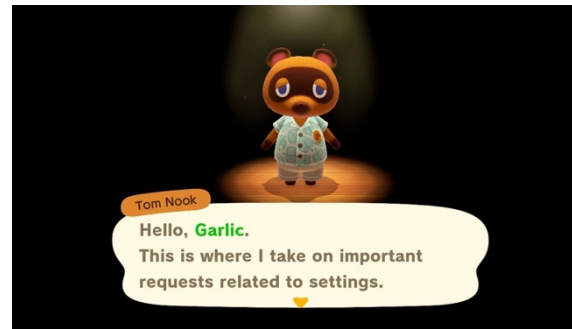 Tom Nook
Hello, Garlic.
This is where I take on important
requests related to settings.